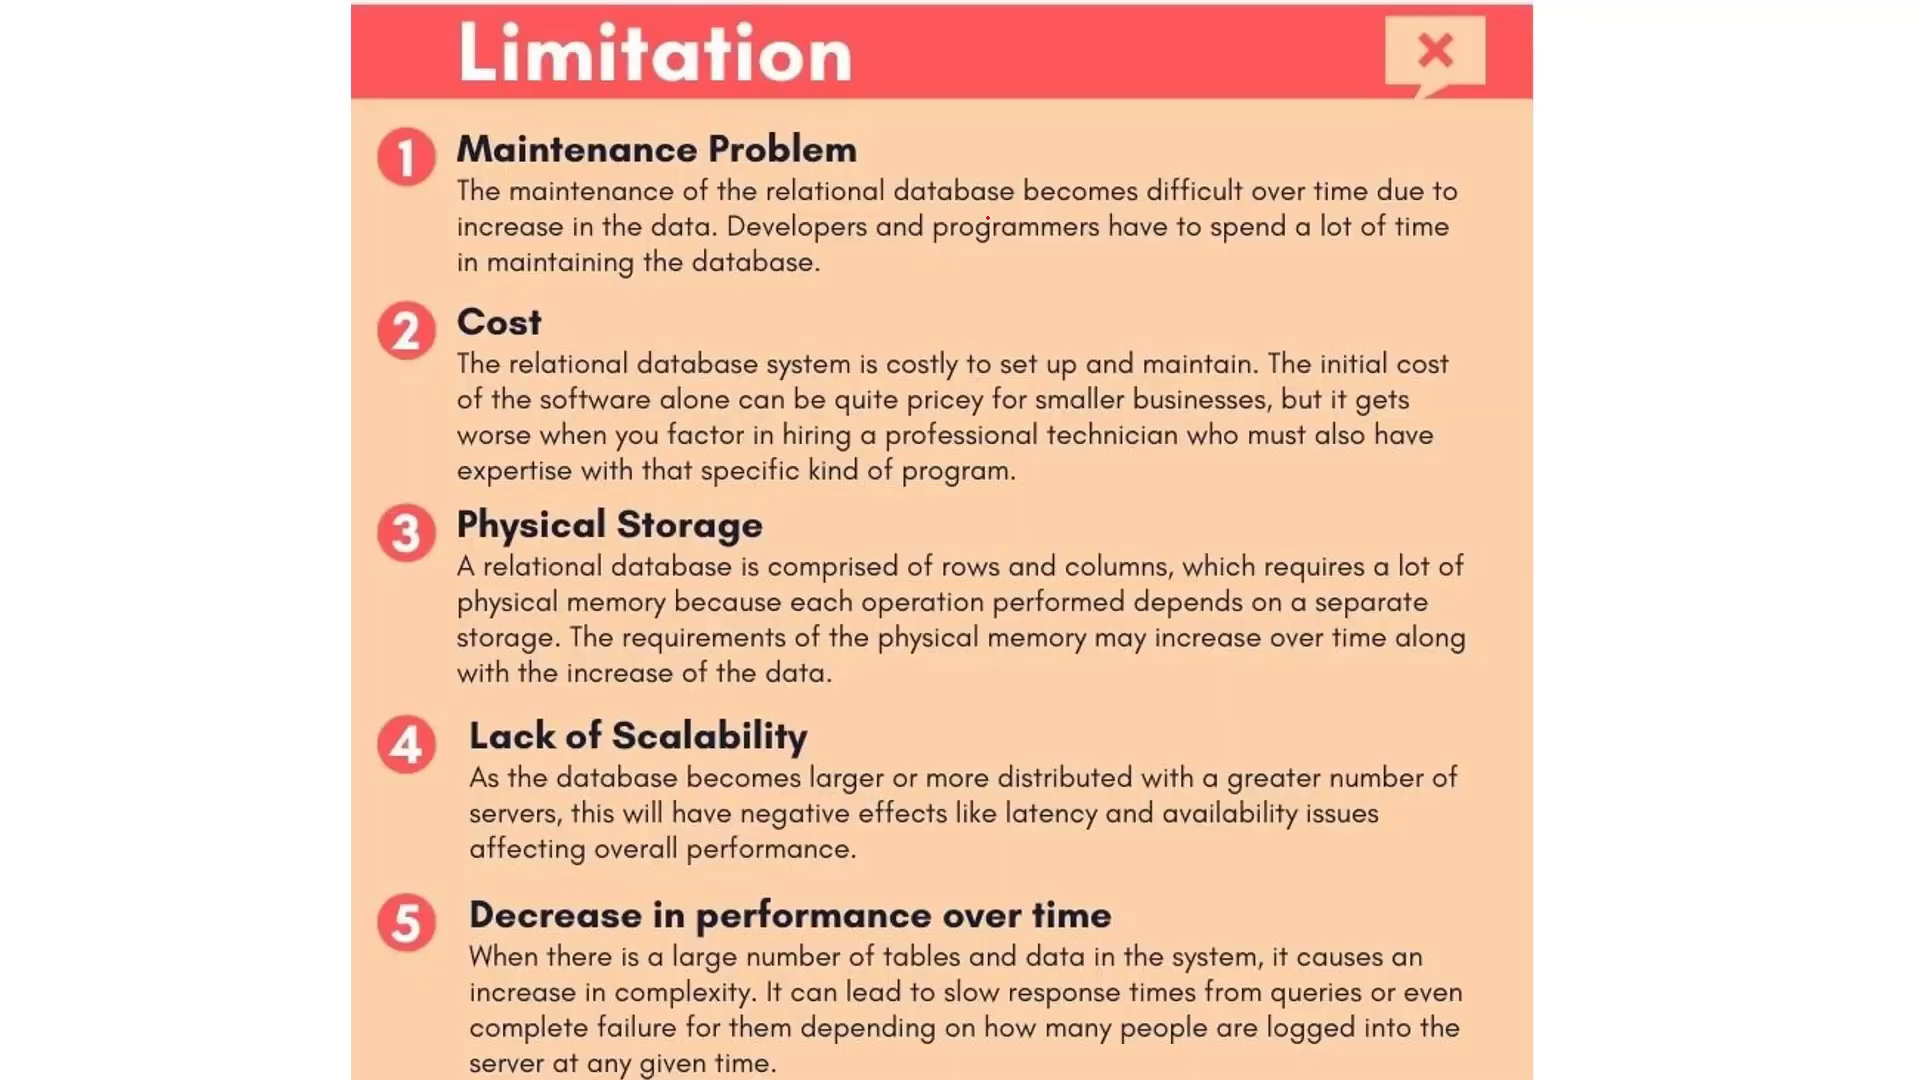 Limitation
1 Maintenance Problem
The maintenance of the relational database becomes difficult over time due to
increase in the data. Developers and programmers have to spend a lot of time
in maintaining the database.
2 Cost
The relational database system is costly to set up and maintain. The initial cost
of the software alone can be quite pricey for smaller businesses, but it gets
worse when you factor in hiring a professional technician who must also have
expertise with that specific kind of program.
3 Physical Storage
A relational database is comprised of rows and columns, which requires a lot of
physical memory because each operation performed depends on a separate
storage. The requirements of the physical memory may increase over time along
with the increase of the data.
4 Lack of Scalability
As the database becomes larger or more distributed with a greater number of
servers, this will have negative effects like latency and availability issues
affecting overall performance.
5 Decrease in performance over time
When there is a large number of tables and data in the system, it causes an
increase in complexity. It can lead to slow response times from queries or even
complete failure for them depending on how many people are logged into the
server at any given time.